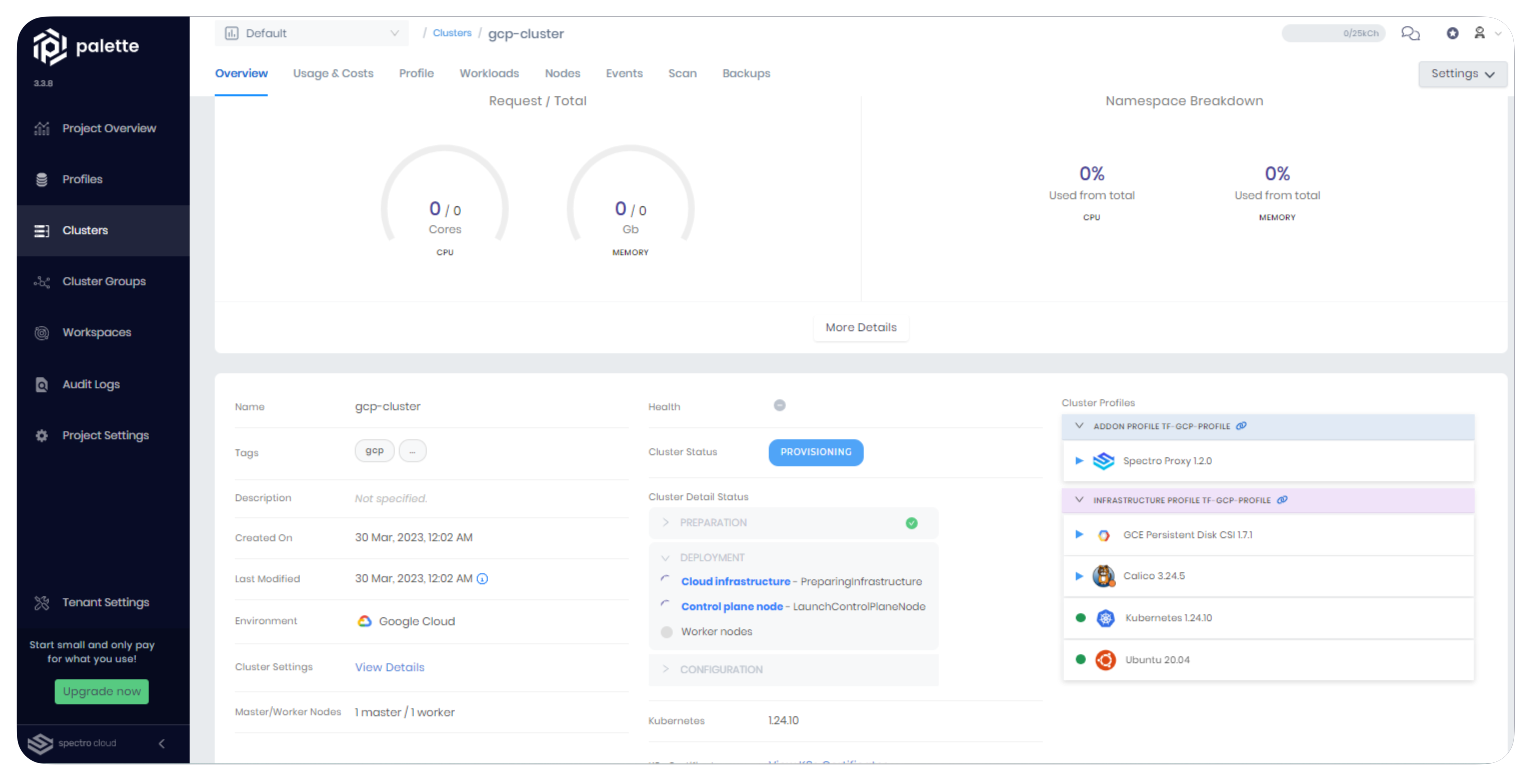 palette
3.3.8
Project Overview
Profiles
Clusters
Cluster Groups
Workspaces
Audit Logs
Project Settings
Tenant Settings
Start small and only pay
for what you use!
Upgrade now
spectro cloud
Default
/ Clusters / gcp-cluster
0/25kCh
Overview Usage & Costs Profile Workloads Nodes Events Scan Backups
Settings
Request / Total
0 / 0
Cores
CPU
0 / 0
Gb
MEMORY
Namespace Breakdown
0%
Used from total
CPU
0%
Used from total
MEMORY
More Details
Name gcp-cluster
Tags gcp ...
Description Not specified.
Created On 30 Mar, 2023, 12:02 AM
Last Modified 30 Mar, 2023, 12:02 AM
Environment Google Cloud
Cluster Settings View Details
Master/Worker Nodes 1 master / 1 worker
Health
Cluster Status PROVISIONING
Cluster Detail Status
PREPARATION
DEPLOYMENT
Cloud infrastructure - PreparingInfrastructure
Control plane node - LaunchControlPlaneNode
Worker nodes
CONFIGURATION
Kubernetes 1.24.10
Cluster Profiles
ADDON PROFILE TF-GCP-PROFILE
Spectro Proxy 1.2.0
INFRASTRUCTURE PROFILE TF-GCP-PROFILE
GCE Persistent Disk CSI 1.7.1
Calico 3.24.5
Kubernetes 1.24.10
Ubuntu 20.04